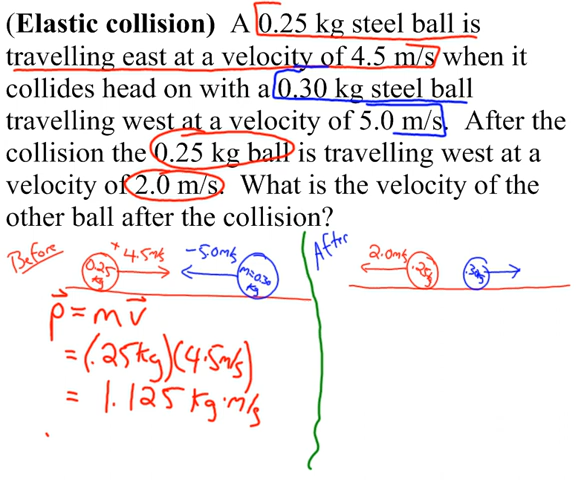 (Elastic collision) A 0.25 kg steel ball is
travelling east at a velocity of 4.5 m/s when it
collides head on with a 0.30 kg steel ball
travelling west at a velocity of 5.0 m/s. After the
collision the 0.25 kg ball is travelling west at a
velocity of 2.0 m/s. What is the velocity of the
other ball after the collision?
Before
+4.5m/s
-5.0m/s
0.25
kg
m=0.30
kg
After
2.0m/s
.25
kg
.30
kg
p = m v
= (.25kg)(4.5m/s)
= 1.125 kg·m/s